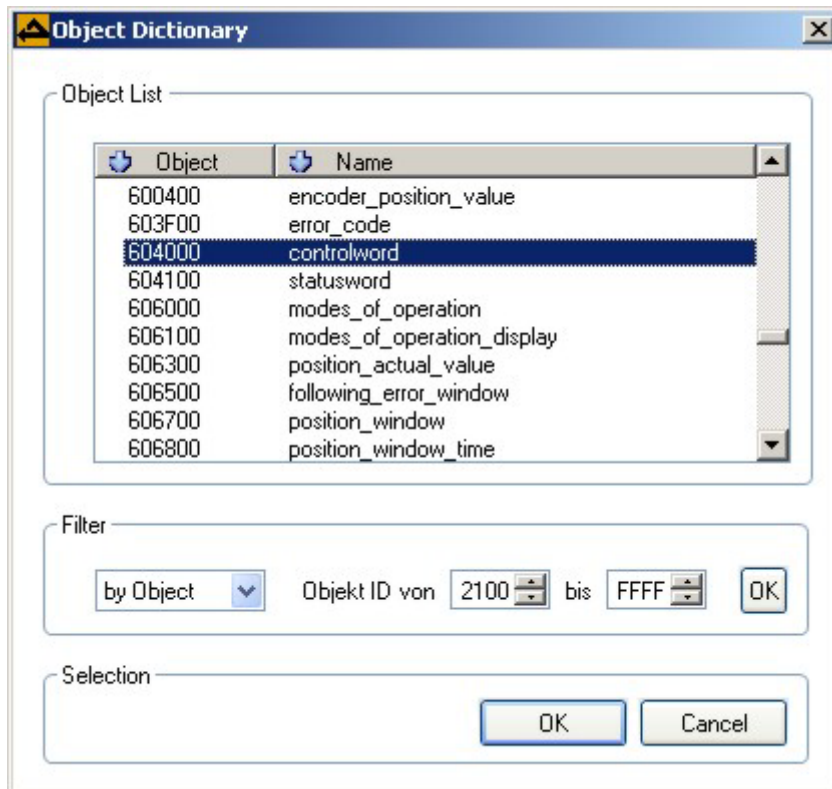 Object Dictionary
Object List
Object Name
600400 encoder_position_value
603F00 error_code
604000 controlword
604100 statusword
606000 modes_of_operation
606100 modes_of_operation_display
606300 position_actual_value
606500 following_error_window
606700 position_window
606800 position_window_time
Filter
by Object Objekt ID von 2100 bis FFFF OK
Selection
OK Cancel